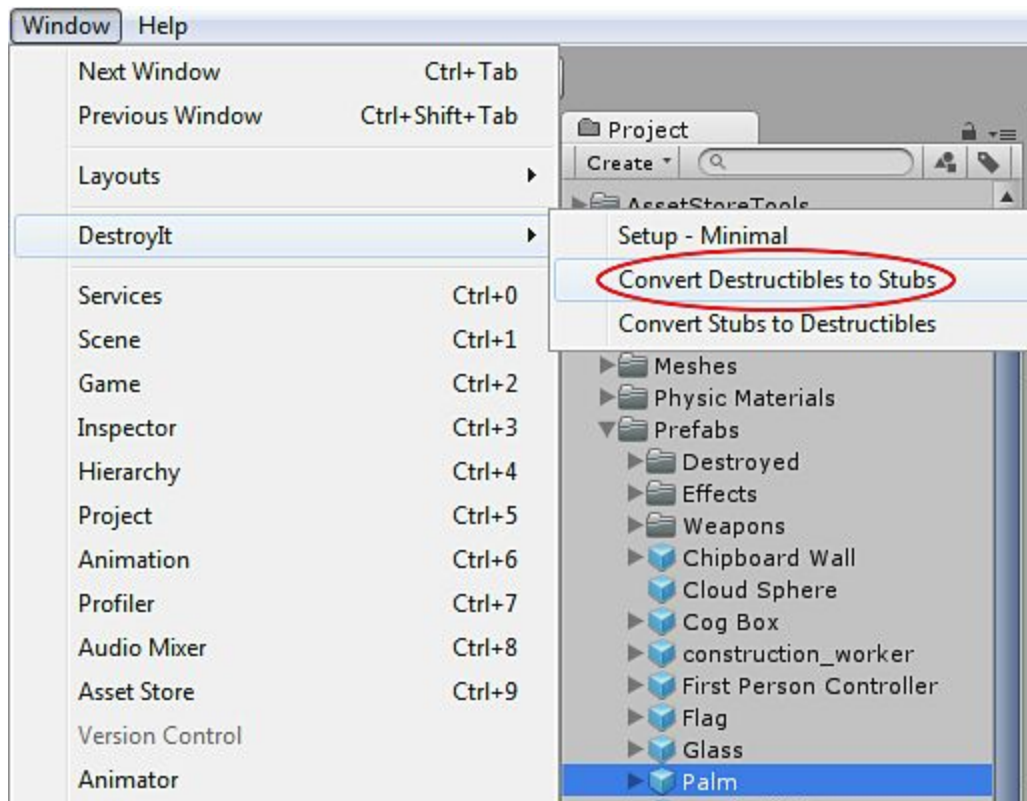 Window Help
Next Window Ctrl+Tab
Previous Window Ctrl+Shift+Tab
Layouts
DestroyIt
Services Ctrl+0
Scene Ctrl+1
Game Ctrl+2
Inspector Ctrl+3
Hierarchy Ctrl+4
Project Ctrl+5
Animation Ctrl+6
Profiler Ctrl+7
Audio Mixer Ctrl+8
Asset Store Ctrl+9
Version Control
Animator
Project
Create
AssetStoreTools
Setup - Minimal
Convert Destructibles to Stubs
Convert Stubs to Destructibles
Meshes
Physic Materials
Prefabs
Destroyed
Effects
Weapons
Chipboard Wall
Cloud Sphere
Cog Box
construction_worker
First Person Controller
Flag
Glass
Palm